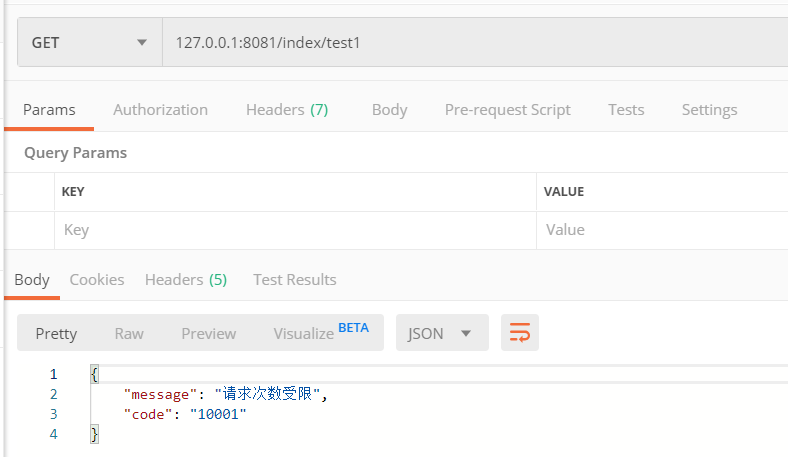 GET 127.0.0.1:8081/index/test1
Params Authorization Headers (7) Body Pre-request Script Tests Settings
Query Params
KEY VALUE
Key Value
Body Cookies Headers (5) Test Results
Pretty Raw Preview Visualize BETA JSON
1 {
2 "message": "请求次数受限",
3 "code": "10001"
4 }